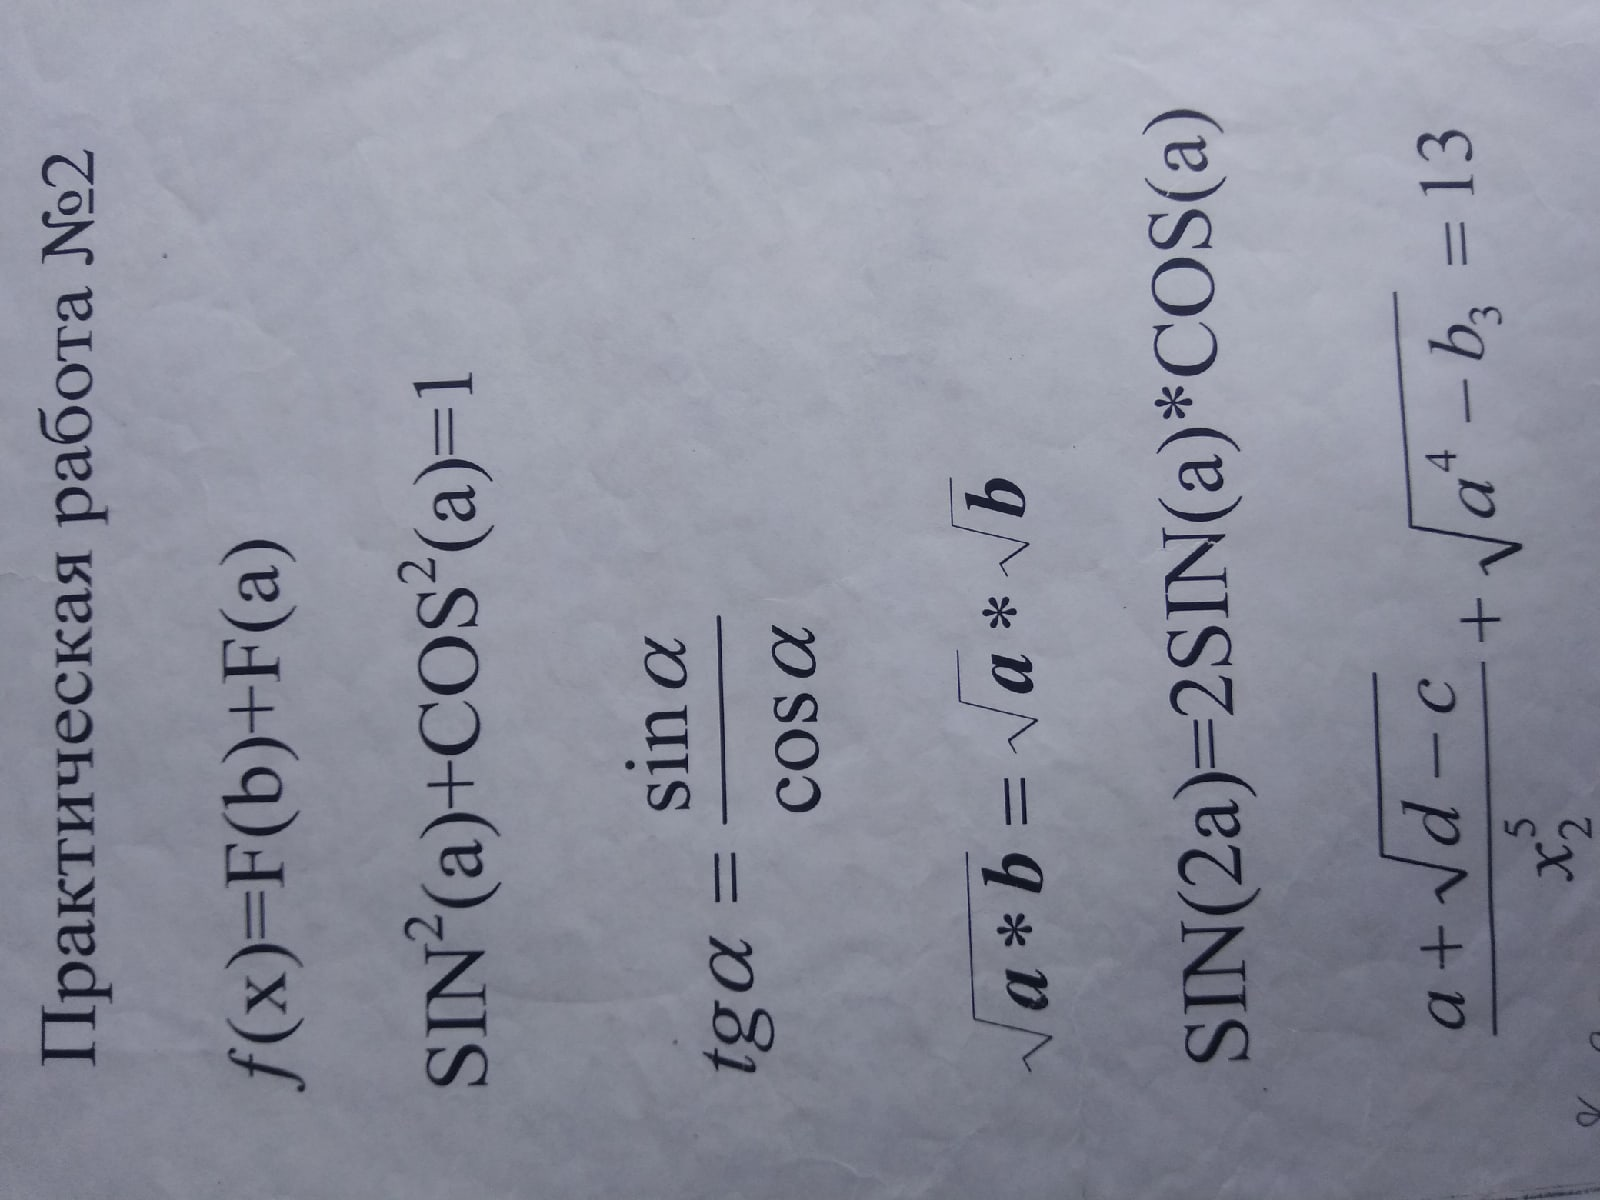 Практическая работа №2
f(x)=F(b)+F(a)
SIN²(a)+COS²(a)=1
tgα = sin α / cos α
√(a*b) = √a * √b
SIN(2a)=2SIN(a)*COS(a)
(a + √(d − c)) / x₂⁵ + √(a⁴ − b₃) = 13